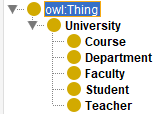 owl:Thing
University
Course
Department
Faculty
Student
Teacher